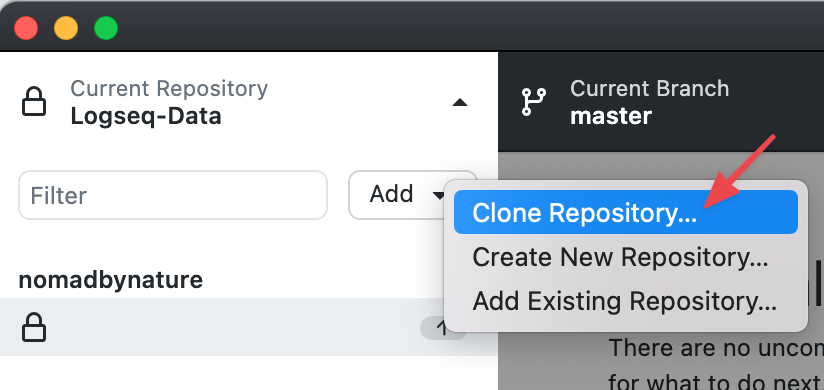 Current Repository
Logseq-Data
Current Branch
master
Filter
Add
Clone Repository...
Create New Repository...
Add Existing Repository...
nomadbynature
There are no
for what to do next